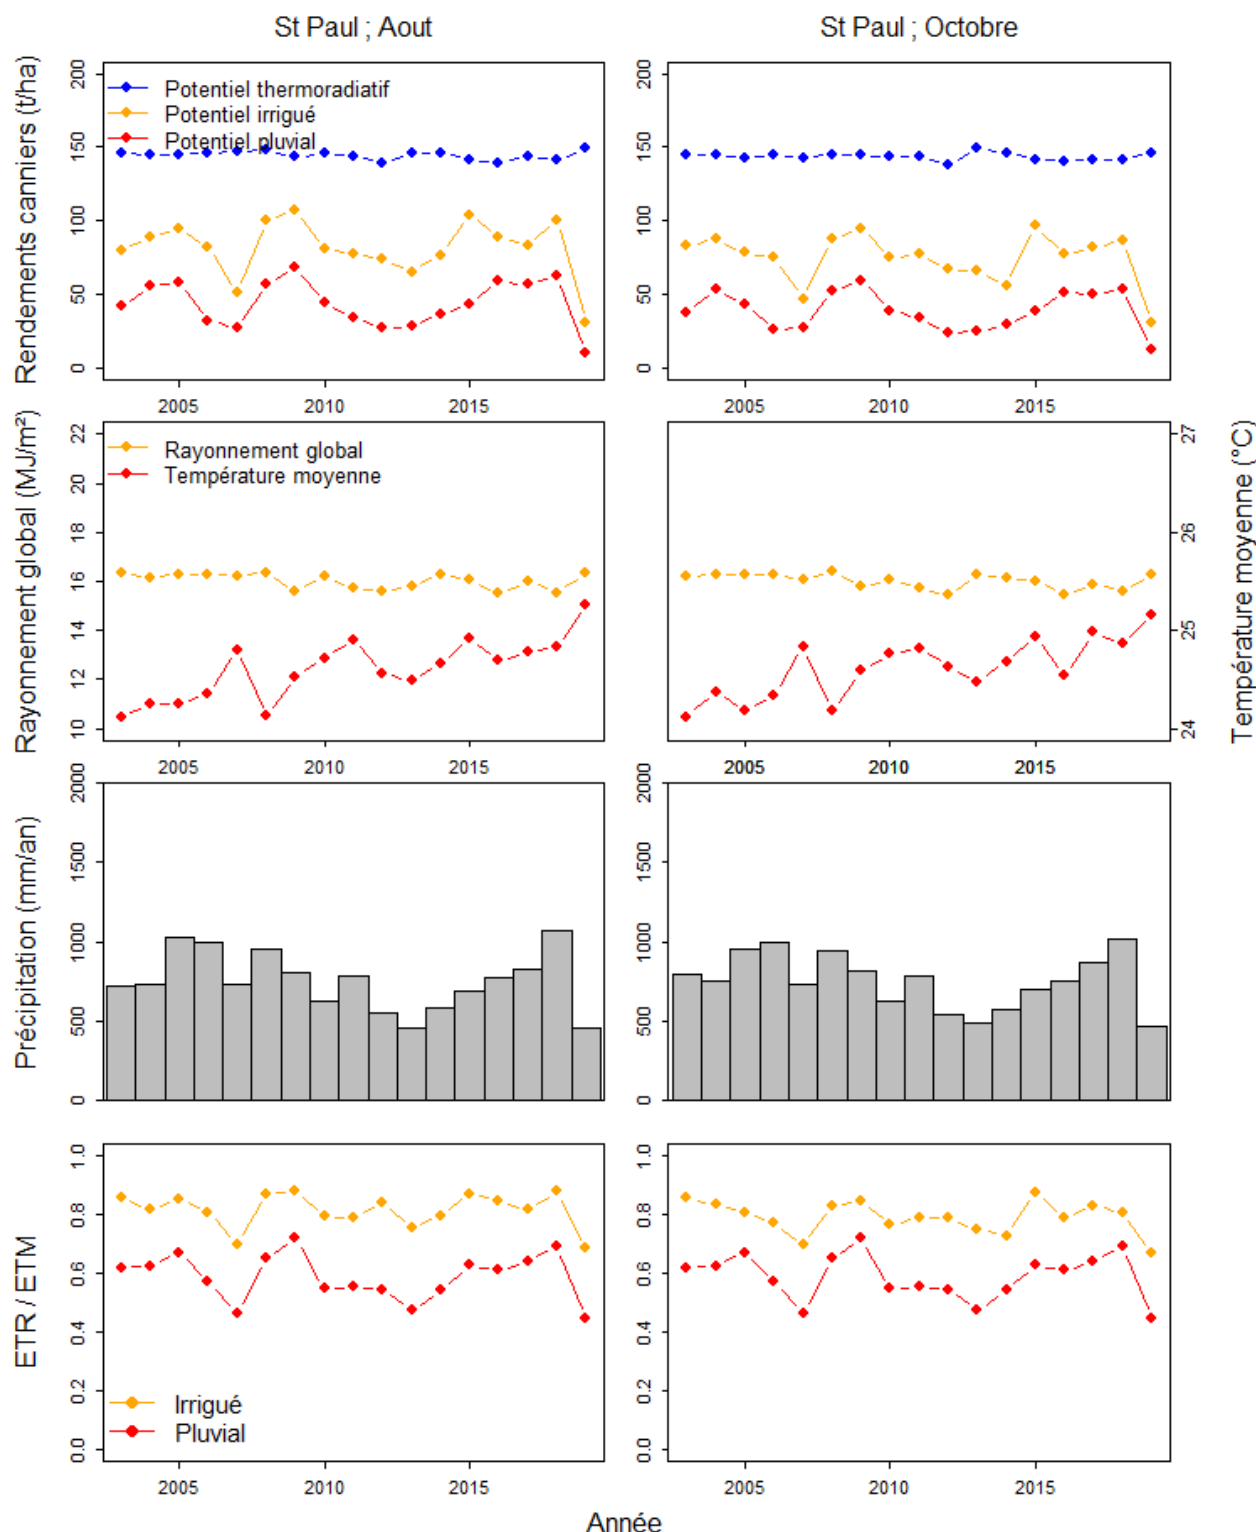 St Paul ; Aout
St Paul ; Octobre
Rendements canniers (t/ha)
200
150
100
50
0
Potentiel thermoradiatif
Potentiel irrigué
Potentiel pluvial
2005 2010 2015
200
150
100
50
0
2005 2010 2015
Rayonnement global (MJ/m²)
22
20
18
16
14
12
10
Rayonnement global
Température moyenne
2005 2010 2015
27
26
25
24
Température moyenne (°C)
2005 2010 2015
Précipitation (mm/an)
2000
1500
1000
500
0
2000
1500
1000
500
0
ETR / ETM
1.0
0.8
0.6
0.4
0.2
0.0
Irrigué
Pluvial
2005 2010 2015
1.0
0.8
0.6
0.4
0.2
0.0
2005 2010 2015
Année